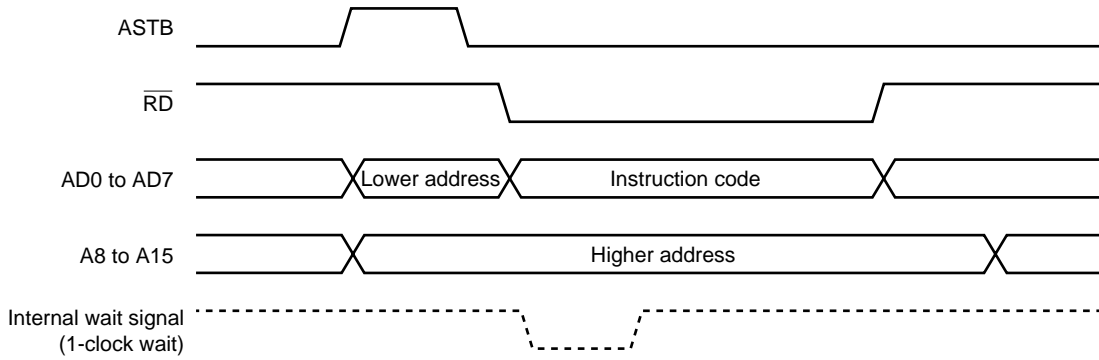 ASTB
RD
AD0 to AD7
Lower address
Instruction code
A8 to A15
Higher address
Internal wait signal
(1-clock wait)